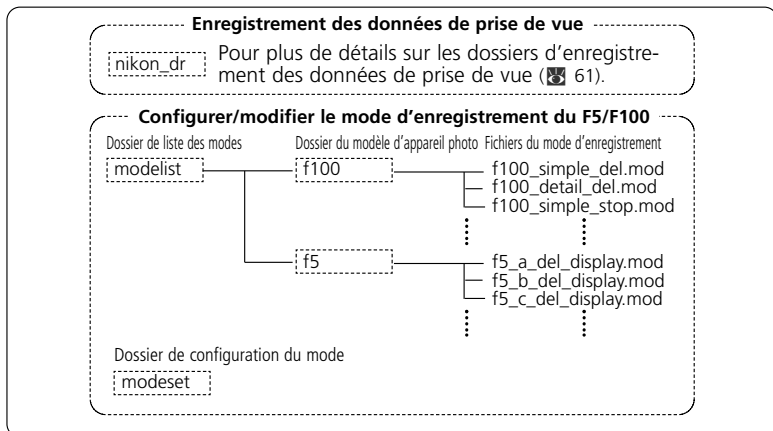 Enregistrement des données de prise de vue
nikon_dr
Pour plus de détails sur les dossiers d'enregistre-
ment des données de prise de vue ( 61).
Configurer/modifier le mode d'enregistrement du F5/F100
Dossier de liste des modes
Dossier du modèle d'appareil photo
Fichiers du mode d'enregistrement
modelist
f100
f100_simple_del.mod
f100_detail_del.mod
f100_simple_stop.mod
f5
f5_a_del_display.mod
f5_b_del_display.mod
f5_c_del_display.mod
Dossier de configuration du mode
modeset